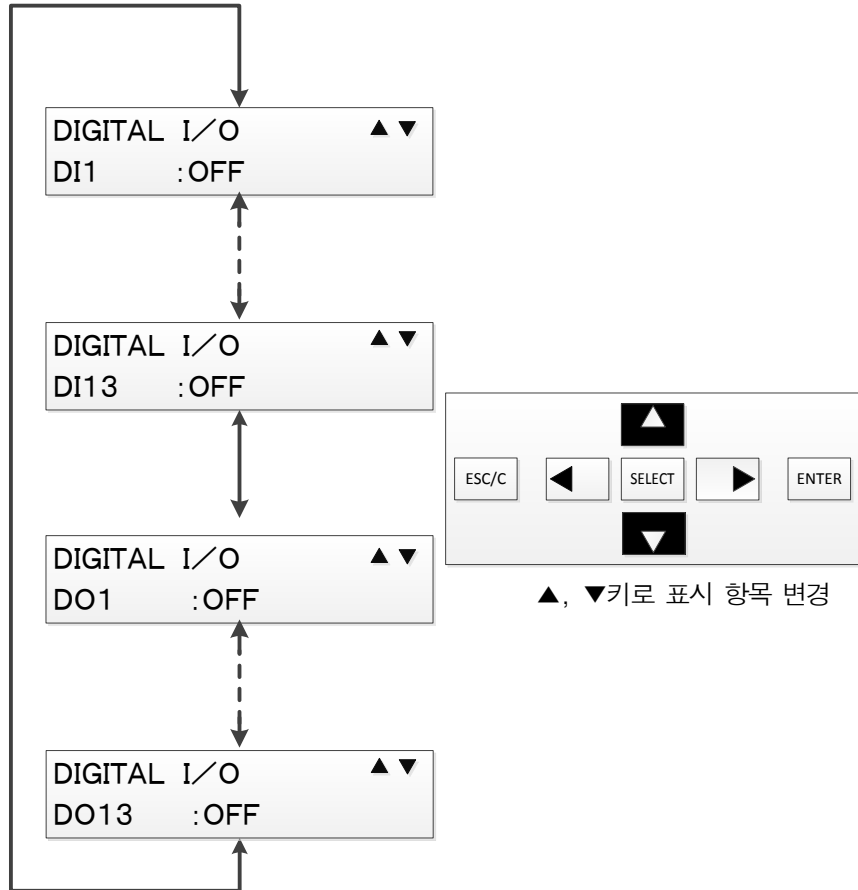 DIGITAL I／O ▲ ▼
DI1 :OFF
DIGITAL I／O ▲ ▼
DI13 :OFF
DIGITAL I／O ▲ ▼
DO1 :OFF
DIGITAL I／O ▲ ▼
DO13 :OFF
▲
ESC/C ◀ SELECT ▶ ENTER
▼
▲, ▼키로 표시 항목 변경